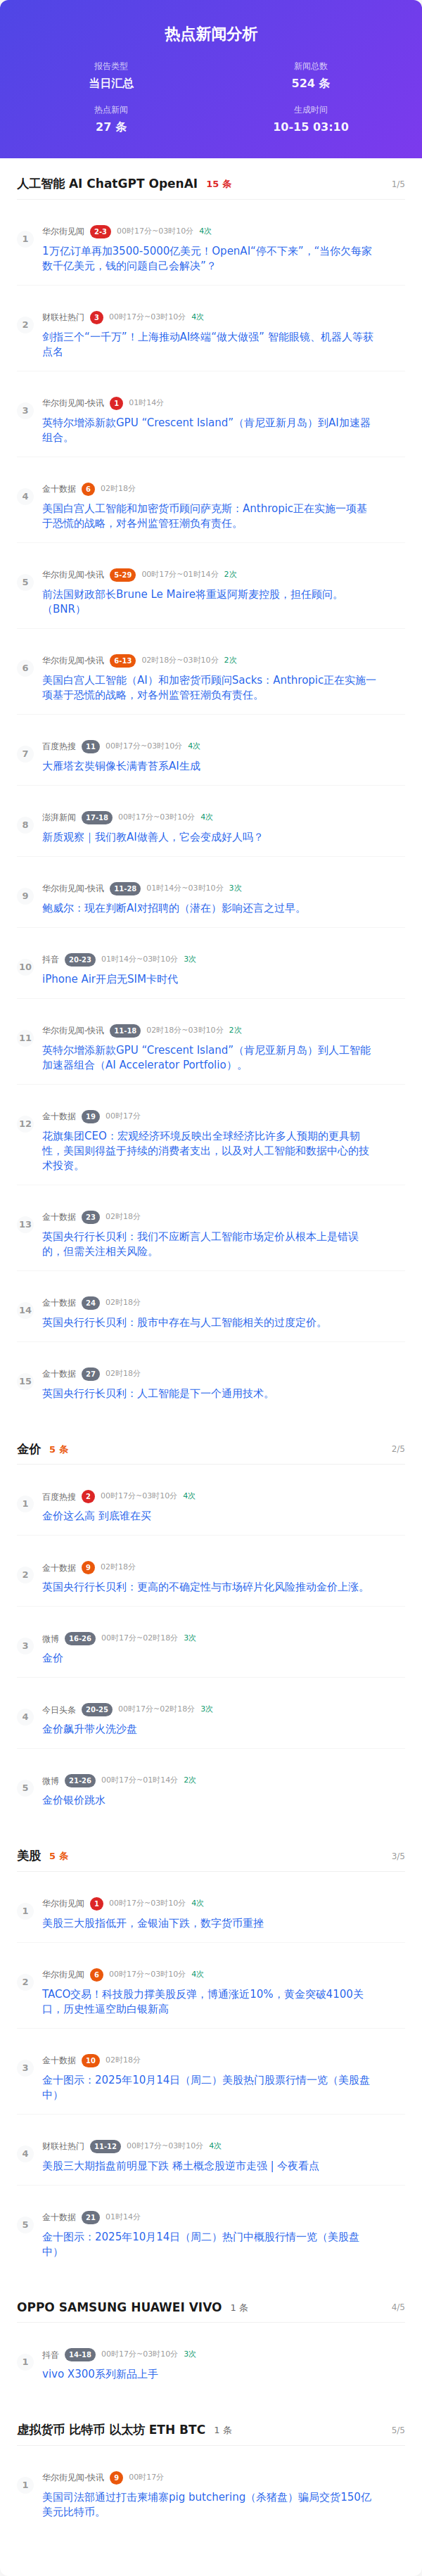 热点新闻分析
报告类型
新闻总数
当日汇总
524 条
热点新闻
生成时间
27 条
10-15 03:10
人工智能 AI ChatGPT OpenAI 15 条 1/5
1
华尔街见闻 2-3 00时17分~03时10分 4次
1万亿订单再加3500-5000亿美元！OpenAI“停不下来”，“当你欠每家
数千亿美元，钱的问题自己会解决”？
2
财联社热门 3 00时17分~03时10分 4次
剑指三个“一千万”！上海推动AI终端“做大做强” 智能眼镜、机器人等获
点名
3
华尔街见闻-快讯 1 01时14分
英特尔增添新款GPU “Crescent Island”（肯尼亚新月岛）到AI加速器
组合。
4
金十数据 6 02时18分
美国白宫人工智能和加密货币顾问萨克斯：Anthropic正在实施一项基
于恐慌的战略，对各州监管狂潮负有责任。
5
华尔街见闻-快讯 5-29 00时17分~01时14分 2次
前法国财政部长Brune Le Maire将重返阿斯麦控股，担任顾问。
（BNR）
6
华尔街见闻-快讯 6-13 02时18分~03时10分 2次
美国白宫人工智能（AI）和加密货币顾问Sacks：Anthropic正在实施一
项基于恐慌的战略，对各州监管狂潮负有责任。
7
百度热搜 11 00时17分~03时10分 4次
大雁塔玄奘铜像长满青苔系AI生成
8
澎湃新闻 17-18 00时17分~03时10分 4次
新质观察｜我们教AI做善人，它会变成好人吗？
9
华尔街见闻-快讯 11-28 01时14分~03时10分 3次
鲍威尔：现在判断AI对招聘的（潜在）影响还言之过早。
10
抖音 20-23 01时14分~03时10分 3次
iPhone Air开启无SIM卡时代
11
华尔街见闻-快讯 11-18 02时18分~03时10分 2次
英特尔增添新款GPU “Crescent Island”（肯尼亚新月岛）到人工智能
加速器组合（AI Accelerator Portfolio）。
12
金十数据 19 00时17分
花旗集团CEO：宏观经济环境反映出全球经济比许多人预期的更具韧
性，美国则得益于持续的消费者支出，以及对人工智能和数据中心的技
术投资。
13
金十数据 23 02时18分
英国央行行长贝利：我们不应断言人工智能市场定价从根本上是错误
的，但需关注相关风险。
14
金十数据 24 02时18分
英国央行行长贝利：股市中存在与人工智能相关的过度定价。
15
金十数据 27 02时18分
英国央行行长贝利：人工智能是下一个通用技术。
金价 5 条 2/5
1
百度热搜 2 00时17分~03时10分 4次
金价这么高 到底谁在买
2
金十数据 9 02时18分
英国央行行长贝利：更高的不确定性与市场碎片化风险推动金价上涨。
3
微博 16-26 00时17分~02时18分 3次
金价
4
今日头条 20-25 00时17分~02时18分 3次
金价飙升带火洗沙盘
5
微博 21-26 00时17分~01时14分 2次
金价银价跳水
美股 5 条 3/5
1
华尔街见闻 1 00时17分~03时10分 4次
美股三大股指低开，金银油下跌，数字货币重挫
2
华尔街见闻 6 00时17分~03时10分 4次
TACO交易！科技股力撑美股反弹，博通涨近10%，黄金突破4100关
口，历史性逼空助白银新高
3
金十数据 10 02时18分
金十图示：2025年10月14日（周二）美股热门股票行情一览（美股盘
中）
4
财联社热门 11-12 00时17分~03时10分 4次
美股三大期指盘前明显下跌 稀土概念股逆市走强 | 今夜看点
5
金十数据 21 01时14分
金十图示：2025年10月14日（周二）热门中概股行情一览（美股盘
中）
OPPO SAMSUNG HUAWEI VIVO 1 条 4/5
1
抖音 14-18 00时17分~03时10分 3次
vivo X300系列新品上手
虚拟货币 比特币 以太坊 ETH BTC 1 条 5/5
1
华尔街见闻-快讯 9 00时17分
美国司法部通过打击柬埔寨pig butchering（杀猪盘）骗局交货150亿
美元比特币。